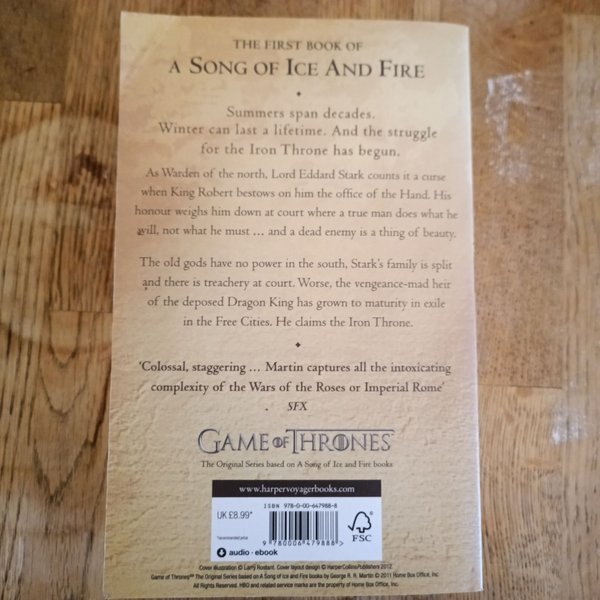 THE FIRST BOOK OF
A SONG OF ICE AND FIRE
Summers span decades.
Winter can last a lifetime. And the struggle
for the Iron Throne has begun.
As Warden of the north, Lord Eddard Stark counts it a curse
when King Robert bestows on him the office of the Hand. His
honour weighs him down at court where a true man does what he
will, not what he must ... and a dead enemy is a thing of beauty.
The old gods have no power in the south, Stark's family is split
and there is treachery at court. Worse, the vengeance-mad heir
of the deposed Dragon King has grown to maturity in exile
in the Free Cities. He claims the Iron Throne.
'Colossal, staggering ... Martin captures all the intoxicating
complexity of the Wars of the Roses or Imperial Rome'
SFX
GAME OF THRONES
The Original Series based on A Song of Ice and Fire books
www.harpervoyagerbooks.com
ISBN 978-0-00-647988-8
UK £8.99*
*recommended price
9 780006 479888 >
FSC
audio · ebook
Cover illustration © Larry Rostant. Cover layout design © HarperCollinsPublishers 2012
Game of Thrones™ The Original Series based on A Song of Ice and Fire books by George R. R. Martin © 2011 Home Box Office, Inc.
All Rights Reserved. HBO and related service marks are the property of Home Box Office, Inc.